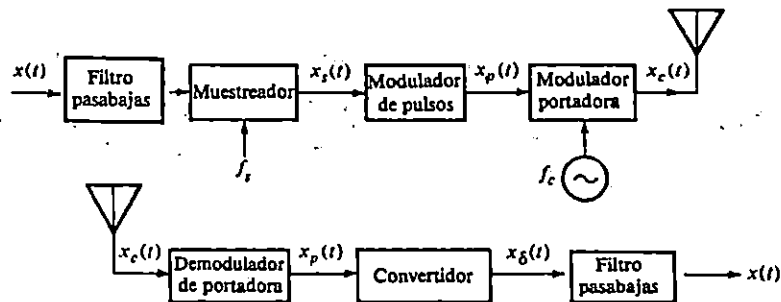 x(t)
Filtro
pasabajas
Muestreador
x_s(t)
Modulador
de pulsos
x_p(t)
Modulador
portadora
x_c(t)
f_s
f_c
x_c(t)
Demodulador
de portadora
x_p(t)
Convertidor
x_δ(t)
Filtro
pasabajas
x(t)